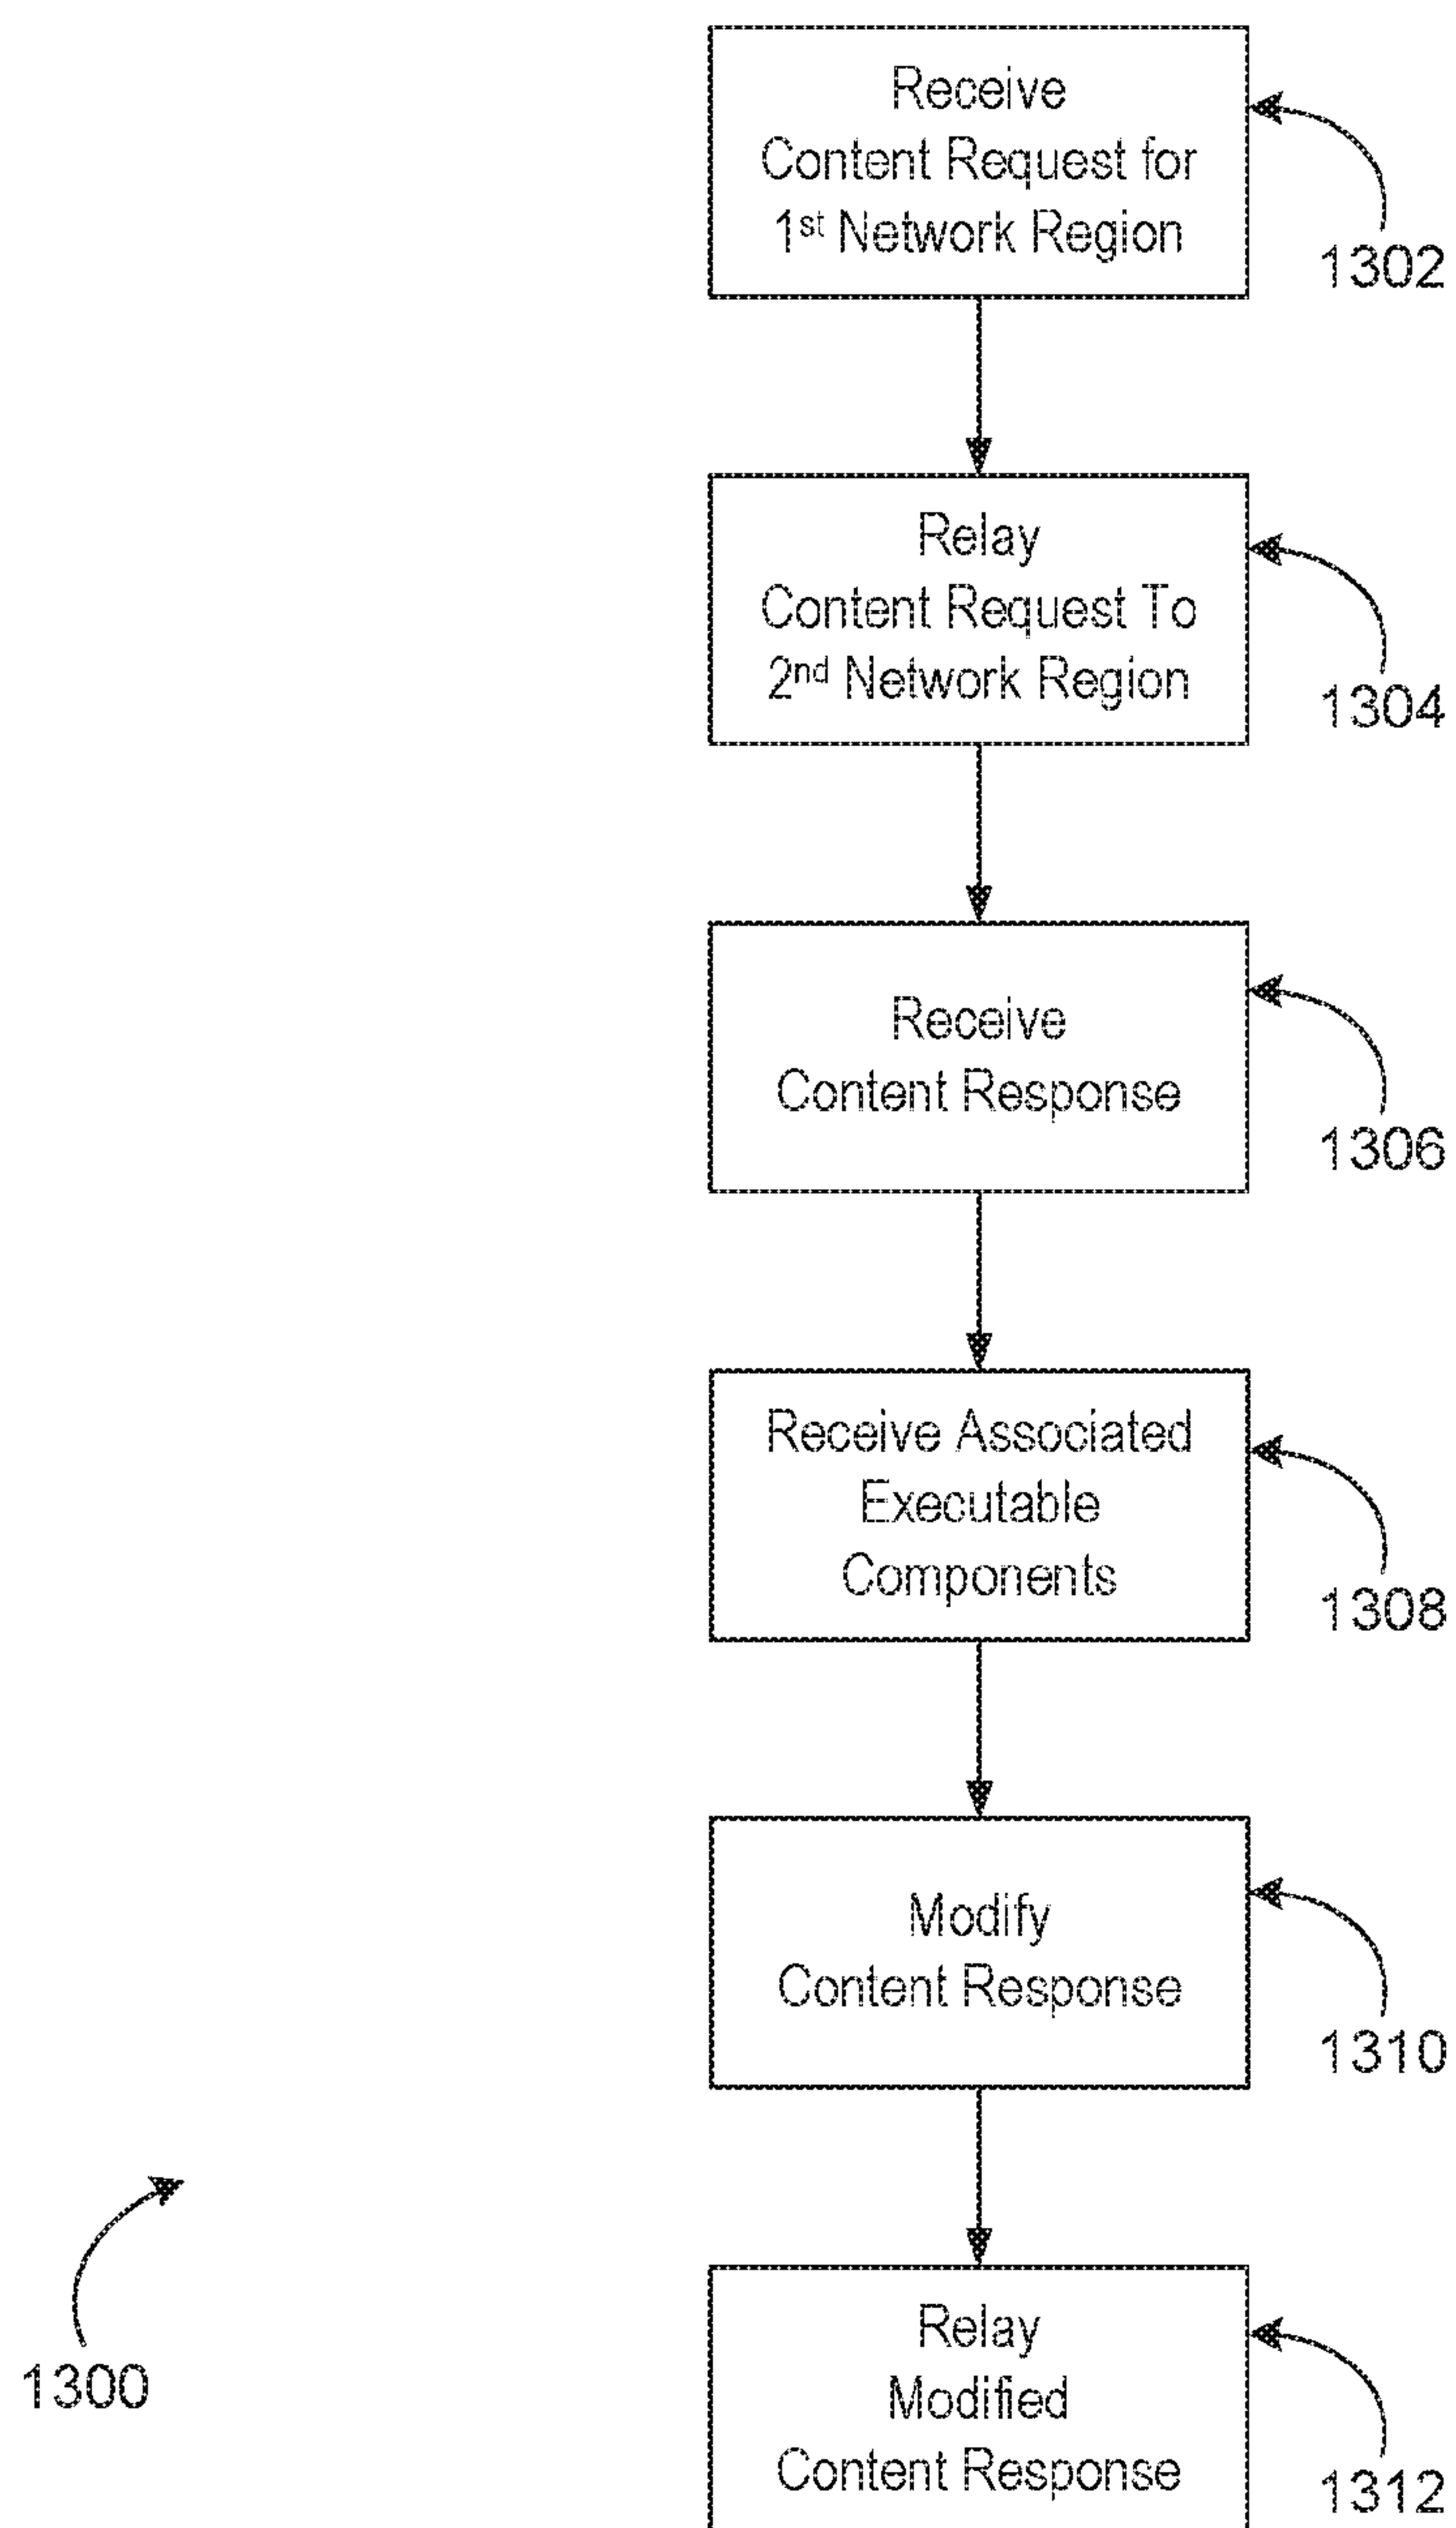 Receive
Content Request for
1st Network Region
1302
Relay
Content Request To
2nd Network Region
1304
Receive
Content Response
1306
Receive Associated
Executable
Components
1308
Modify
Content Response
1310
Relay
Modified
Content Response
1312
1300